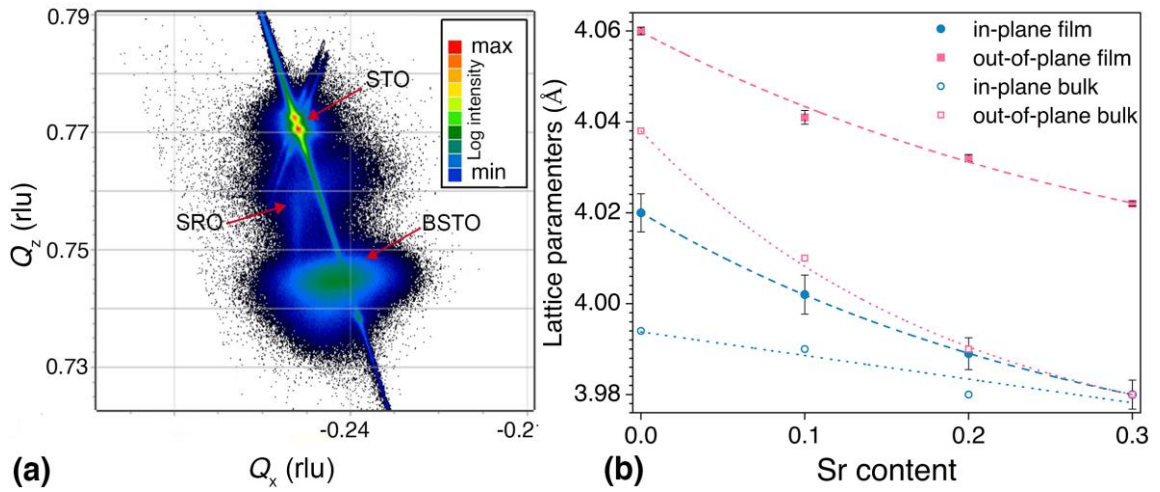 0.79
0.77
0.75
0.73
Q_z (rlu)
STO
SRO
BSTO
max
Log intensity
min
-0.24
-0.2
Q_x (rlu)
(a)
4.06
4.04
4.02
4.00
3.98
Lattice paramenters (Å)
in-plane film
out-of-plane film
in-plane bulk
out-of-plane bulk
0.0 0.1 0.2 0.3
Sr content
(b)